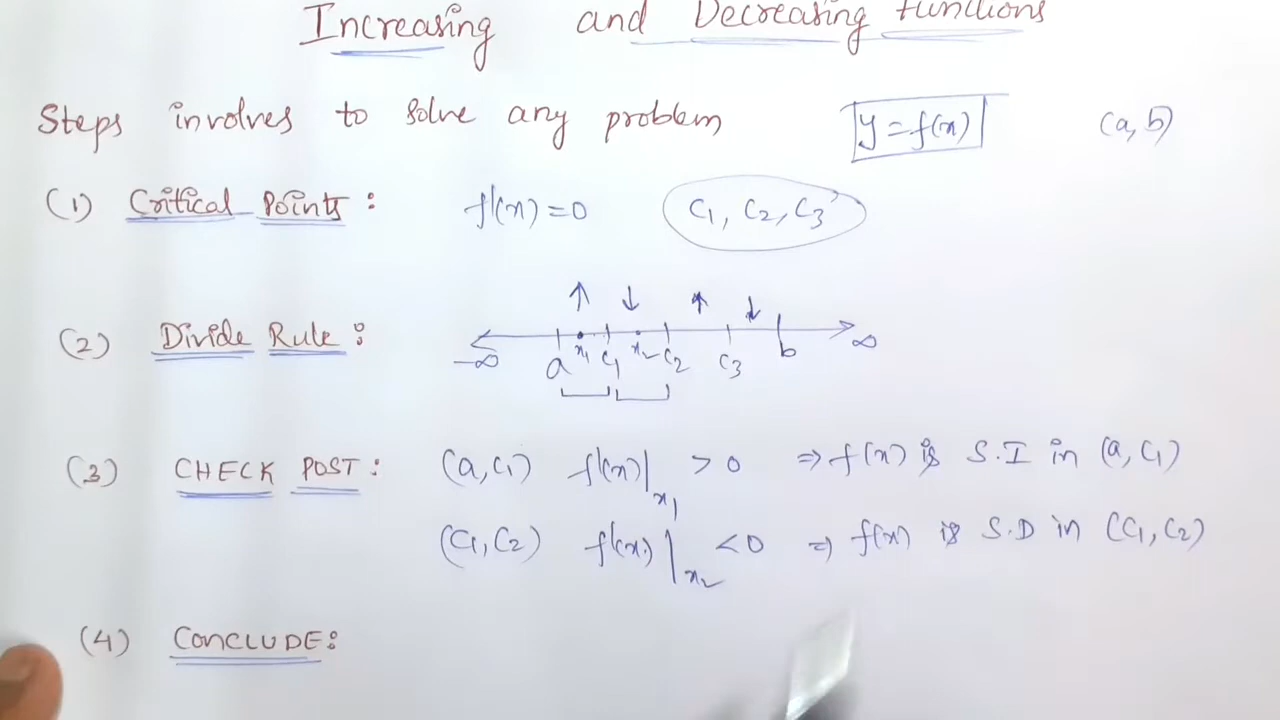 Increasing and Decreasing functions
Steps involves to solve any problem y = f(x) (a, b)
(1) Critical Points : f'(x) = 0 C1, C2, C3
↑ ↓ ↑ ↓
(2) Divide Rule : -∞ a x1 C1 x2 C2 C3 b ∞
(3) CHECK POST : (a, C1) f'(x)|x1 > 0 ⇒ f(x) is S.I in (a, C1)
(C1, C2) f'(x)|x2 < 0 ⇒ f(x) is S.D in (C1, C2)
(4) CONCLUDE :